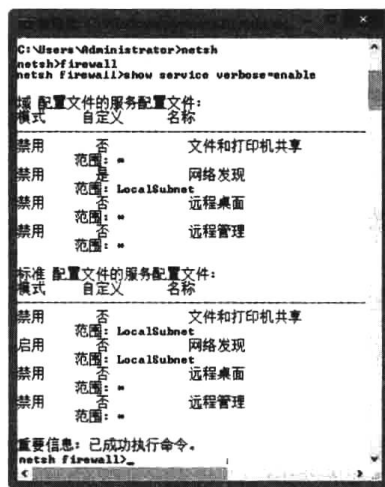 C:\Users\Administrator>netsh
netsh>firewall
netsh firewall>show service verbose=enable
域 配置文件的服务配置文件:
模式 自定义 名称
禁用 否 文件和打印机共享
范围: *
禁用 是 网络发现
范围: LocalSubnet
禁用 否 远程桌面
范围: *
禁用 否 远程管理
范围: *
标准 配置文件的服务配置文件:
模式 自定义 名称
禁用 否 文件和打印机共享
范围: LocalSubnet
启用 否 网络发现
范围: LocalSubnet
禁用 否 远程桌面
范围: *
禁用 否 远程管理
范围: *
重要信息: 已成功执行命令。
netsh firewall>_